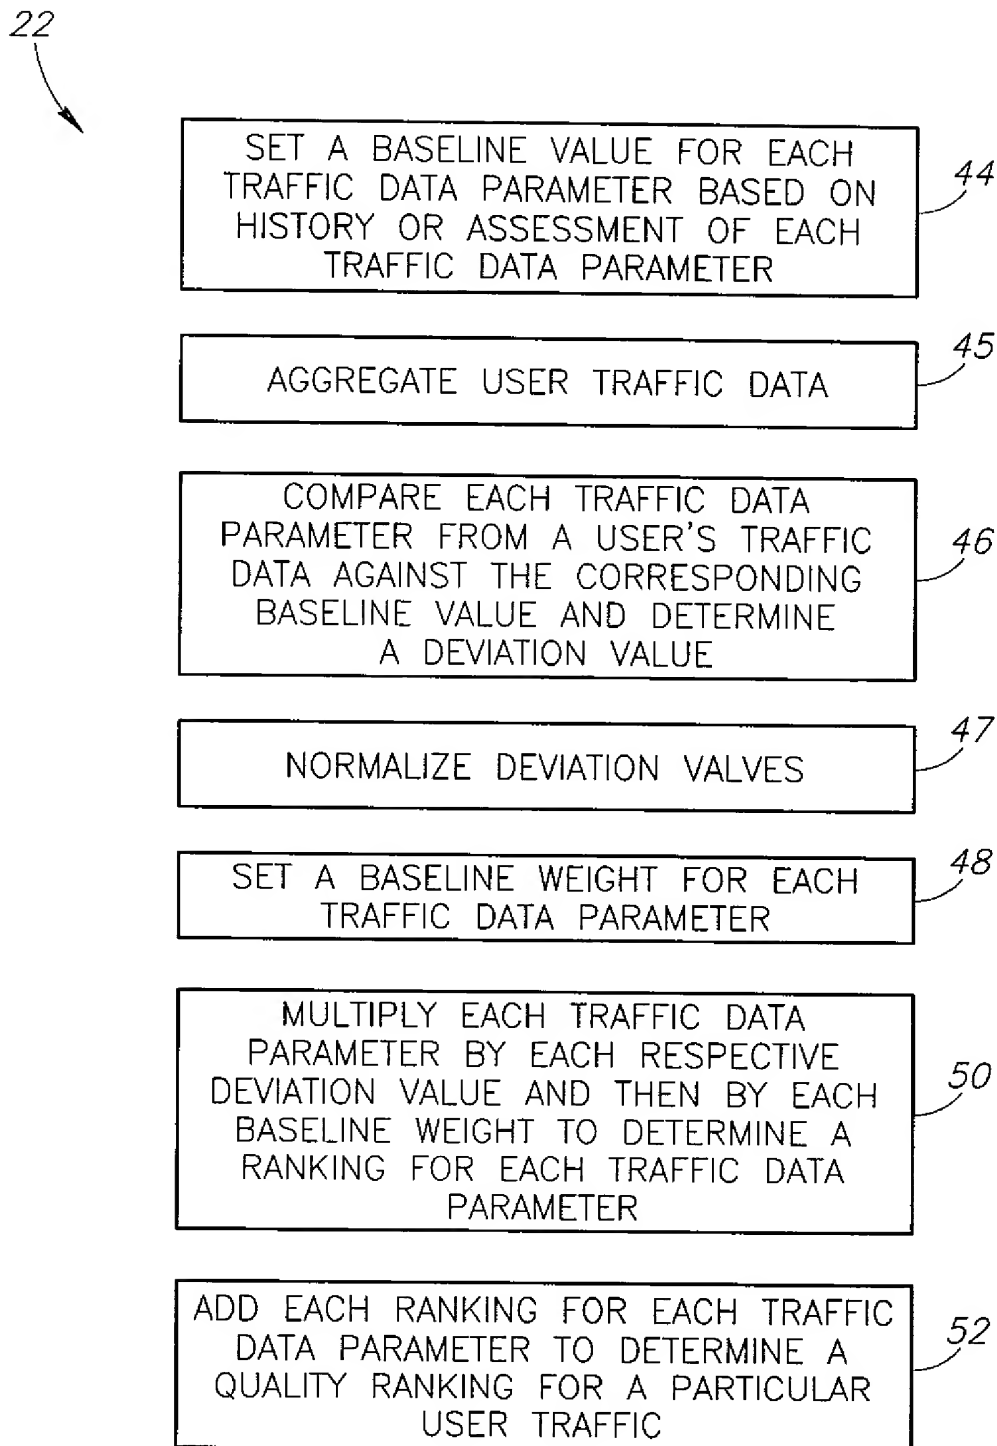 22
SET A BASELINE VALUE FOR EACH
TRAFFIC DATA PARAMETER BASED ON
HISTORY OR ASSESSMENT OF EACH
TRAFFIC DATA PARAMETER
44
AGGREGATE USER TRAFFIC DATA
45
COMPARE EACH TRAFFIC DATA
PARAMETER FROM A USER'S TRAFFIC
DATA AGAINST THE CORRESPONDING
BASELINE VALUE AND DETERMINE
A DEVIATION VALUE
46
NORMALIZE DEVIATION VALVES
47
SET A BASELINE WEIGHT FOR EACH
TRAFFIC DATA PARAMETER
48
MULTIPLY EACH TRAFFIC DATA
PARAMETER BY EACH RESPECTIVE
DEVIATION VALUE AND THEN BY EACH
BASELINE WEIGHT TO DETERMINE A
RANKING FOR EACH TRAFFIC DATA
PARAMETER
50
ADD EACH RANKING FOR EACH TRAFFIC
DATA PARAMETER TO DETERMINE A
QUALITY RANKING FOR A PARTICULAR
USER TRAFFIC
52